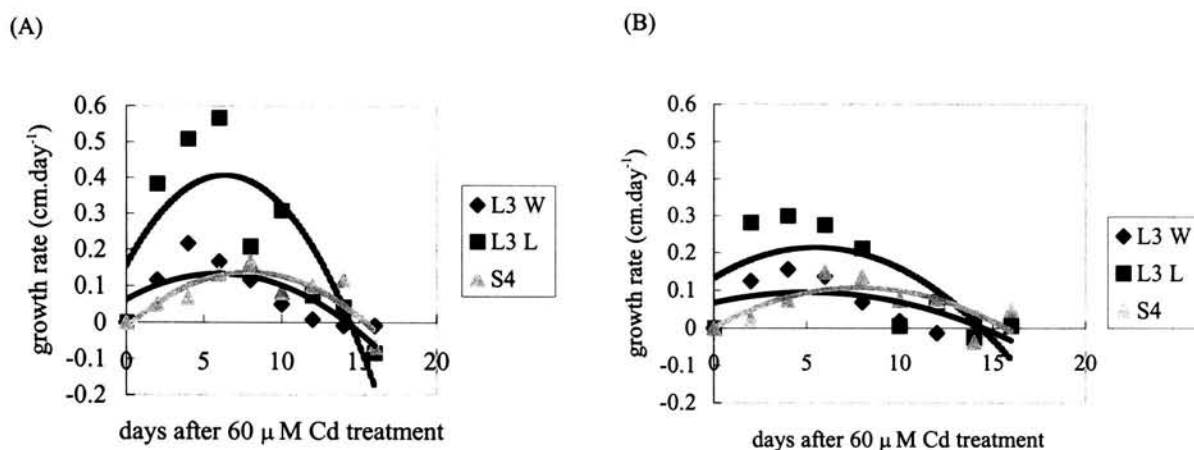 (A)
(B)
growth rate (cm.day-1)
0.6
0.5
0.4
0.3
0.2
0.1
0
-0.1
-0.2
0
5
10
15
20
days after 60 μ M Cd treatment
L3 W
L3 L
S4
growth rate (cm.day-1)
0.6
0.5
0.4
0.3
0.2
0.1
0
-0.1
-0.2
0
5
10
15
20
days after 60 μ M Cd treatment
L3 W
L3 L
S4